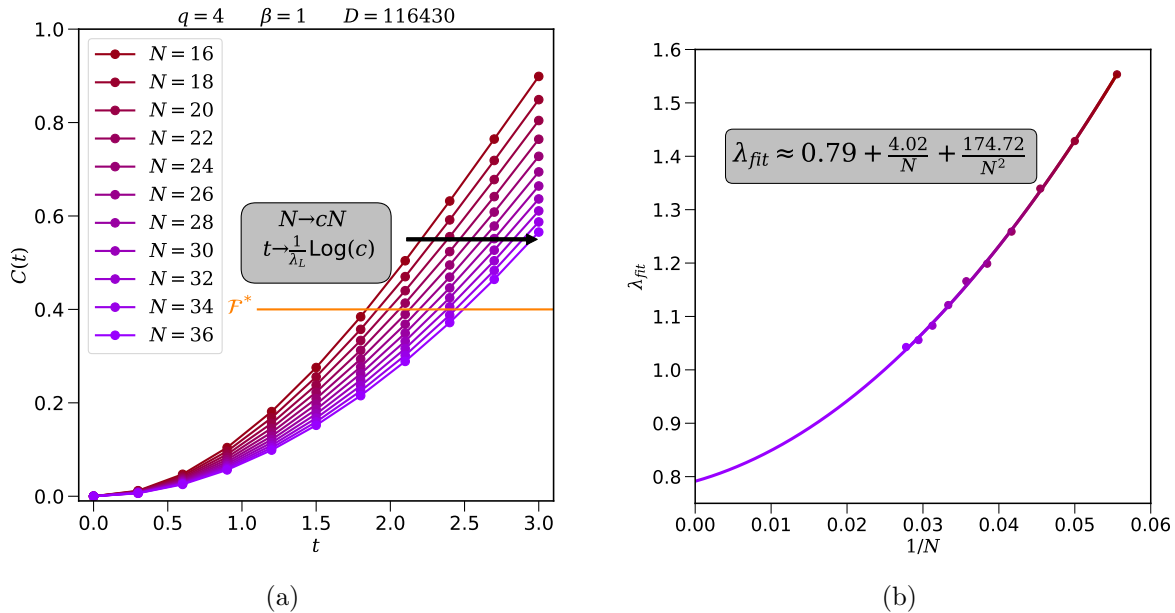 q = 4 β = 1 D = 116430
C(t)
1.0
0.8
0.6
0.4
0.2
0.0
N = 16
N = 18
N = 20
N = 22
N = 24
N = 26
N = 28
N = 30
N = 32
N = 34
N = 36
N→cN
t→1/λ_L Log(c)
ℱ*
0.0 0.5 1.0 1.5 2.0 2.5 3.0
t
(a)
λ_fit
1.6
1.5
1.4
1.3
1.2
1.1
1.0
0.9
0.8
λ_fit ≈ 0.79 + 4.02/N + 174.72/N²
0.00 0.01 0.02 0.03 0.04 0.05 0.06
1/N
(b)